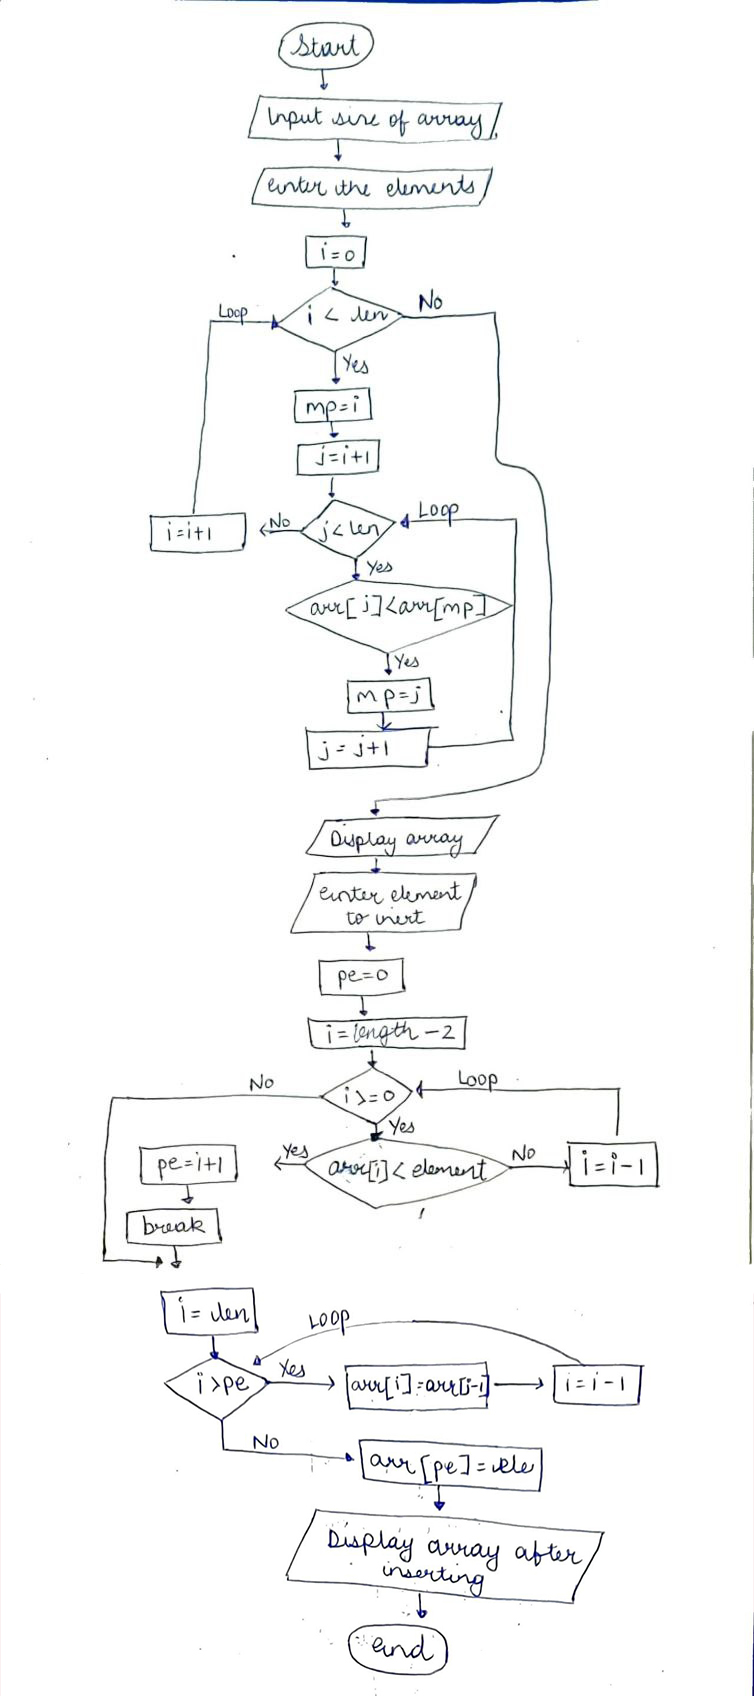 Start
Input size of array
enter the elements
i=0
i < len
No
Loop
Yes
mp=i
j=i+1
j<len
Loop
No
i=i+1
Yes
arr[j]<arr[mp]
Yes
mp=j
j=j+1
Display array
enter element
to inert
pe=0
i=length-2
i>=0
No
Loop
Yes
arr[i]<element
Yes
No
pe=i+1
i=i-1
break
i=len
Loop
i>pe
Yes
arr[i]=arr[i-1]
i=i-1
No
arr[pe]=ele
Display array after
inserting
end